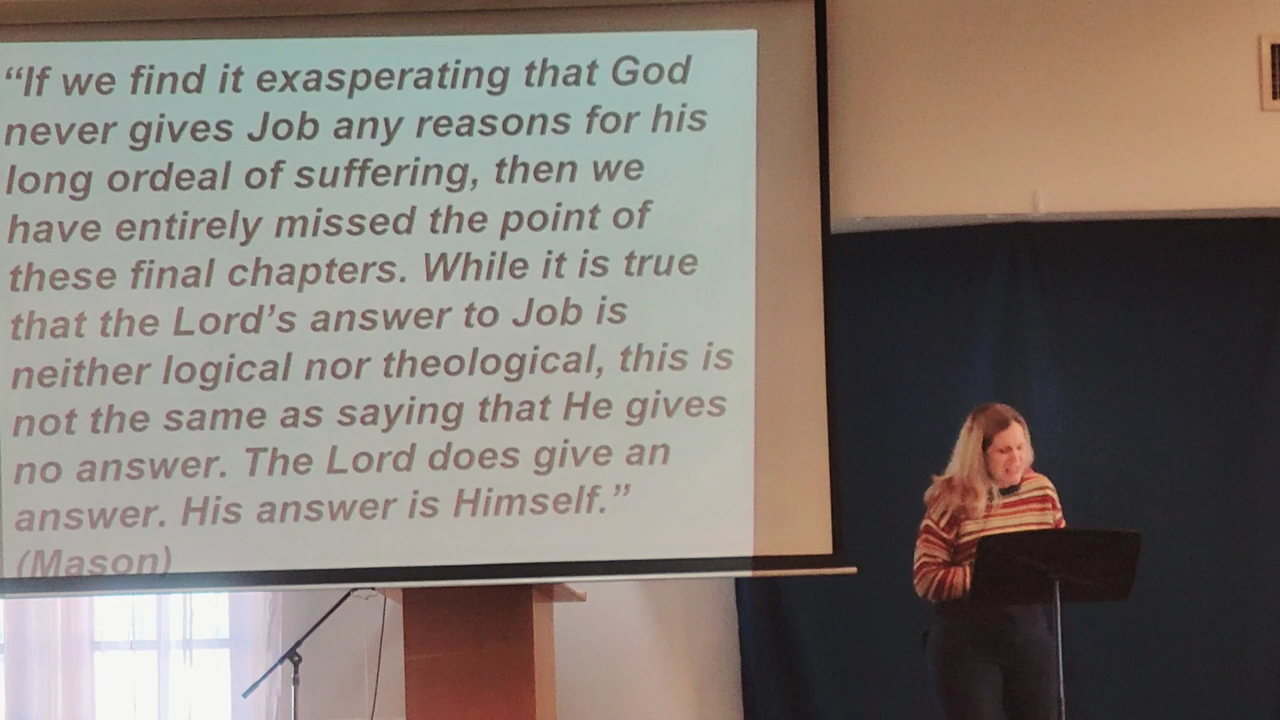 “If we find it exasperating that God
never gives Job any reasons for his
long ordeal of suffering, then we
have entirely missed the point of
these final chapters. While it is true
that the Lord’s answer to Job is
neither logical nor theological, this is
not the same as saying that He gives
no answer. The Lord does give an
answer. His answer is Himself.”
(Mason)